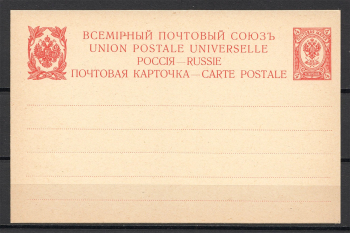 ВСЕМІРНЫЙ ПОЧТОВЫЙ СОЮЗЪ
UNION POSTALE UNIVERSELLE
РОССІЯ—RUSSIE
ПОЧТОВАЯ КАРТОЧКА—CARTE POSTALE